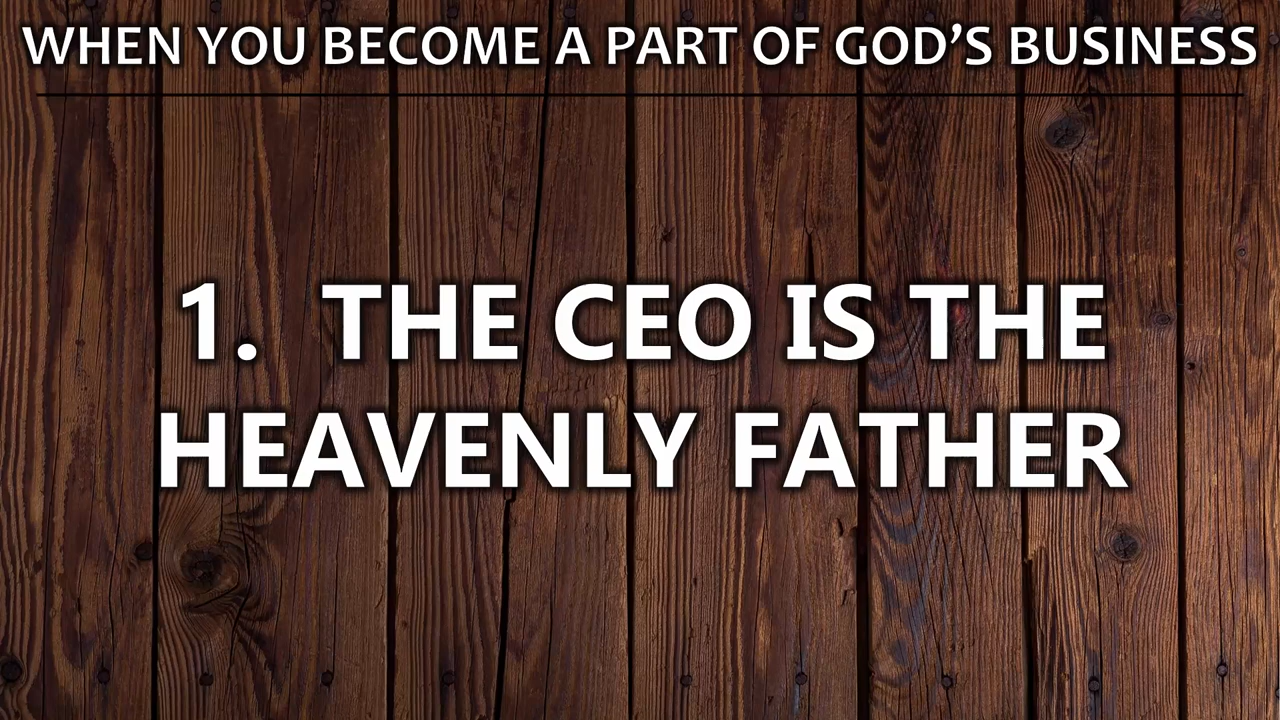 WHEN YOU BECOME A PART OF GOD’S BUSINESS
1. THE CEO IS THE
HEAVENLY FATHER